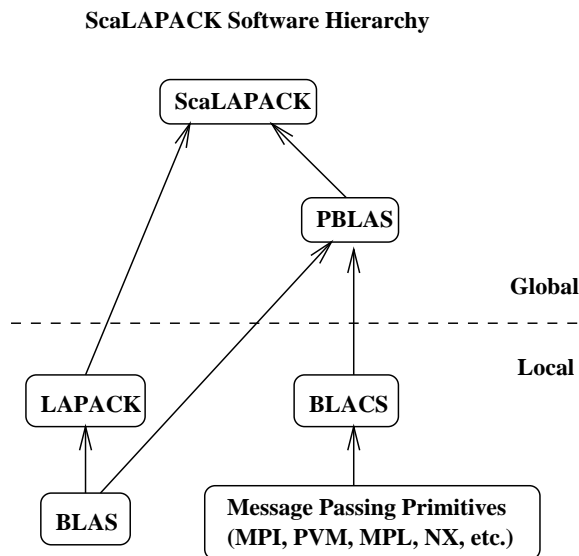 ScaLAPACK Software Hierarchy
ScaLAPACK
PBLAS
Global
Local
LAPACK
BLACS
BLAS
Message Passing Primitives
(MPI, PVM, MPL, NX, etc.)